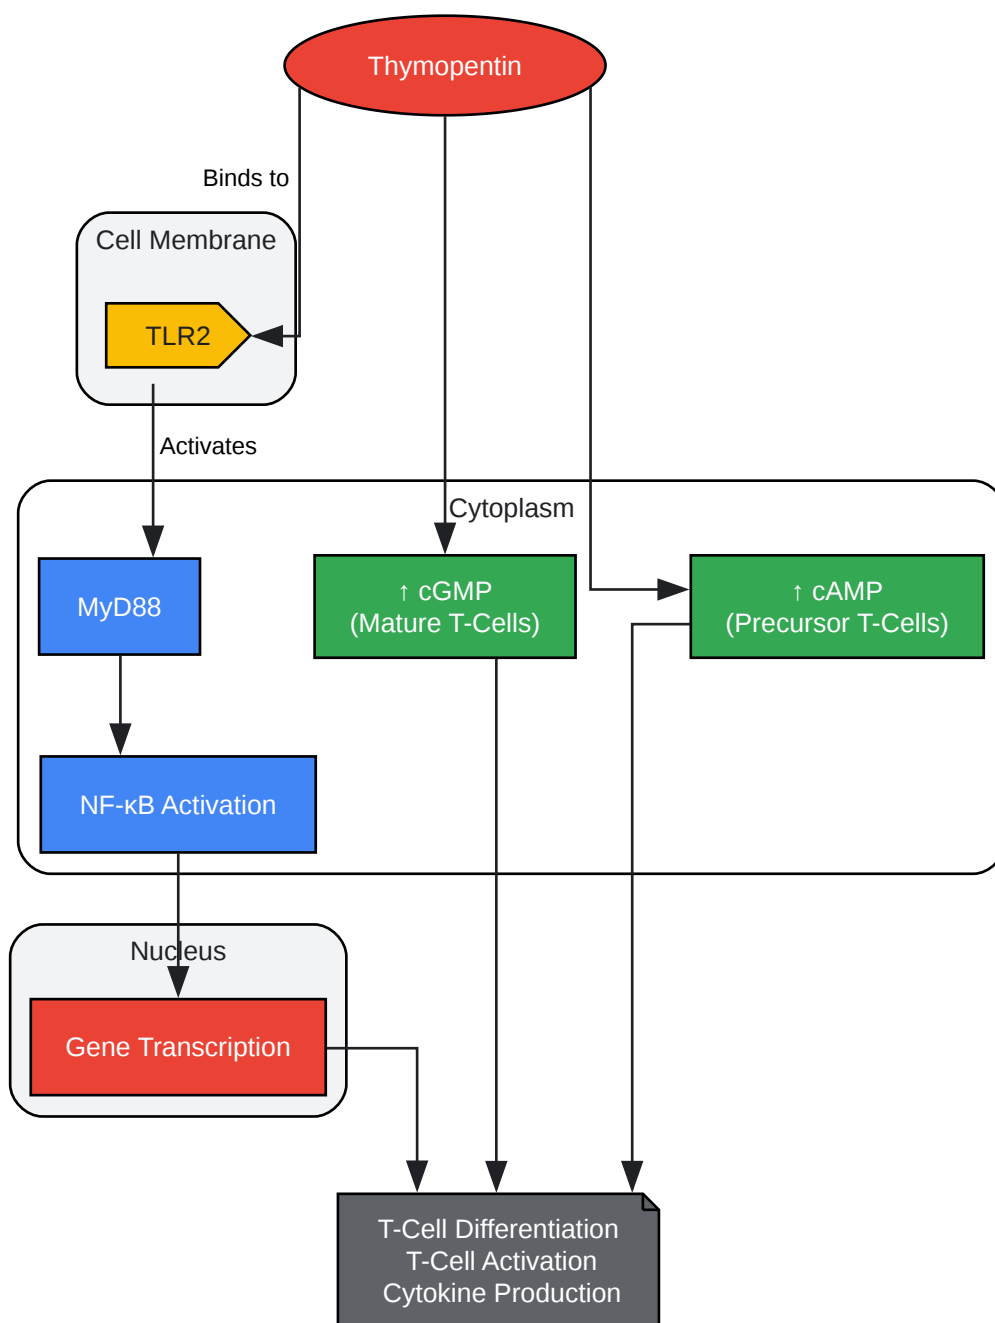 Thymopentin
Binds to
Cell Membrane
TLR2
Activates
Cytoplasm
MyD88
↑ cGMP
(Mature T-Cells)
↑ cAMP
(Precursor T-Cells)
NF-κB Activation
Nucleus
Gene Transcription
T-Cell Differentiation
T-Cell Activation
Cytokine Production